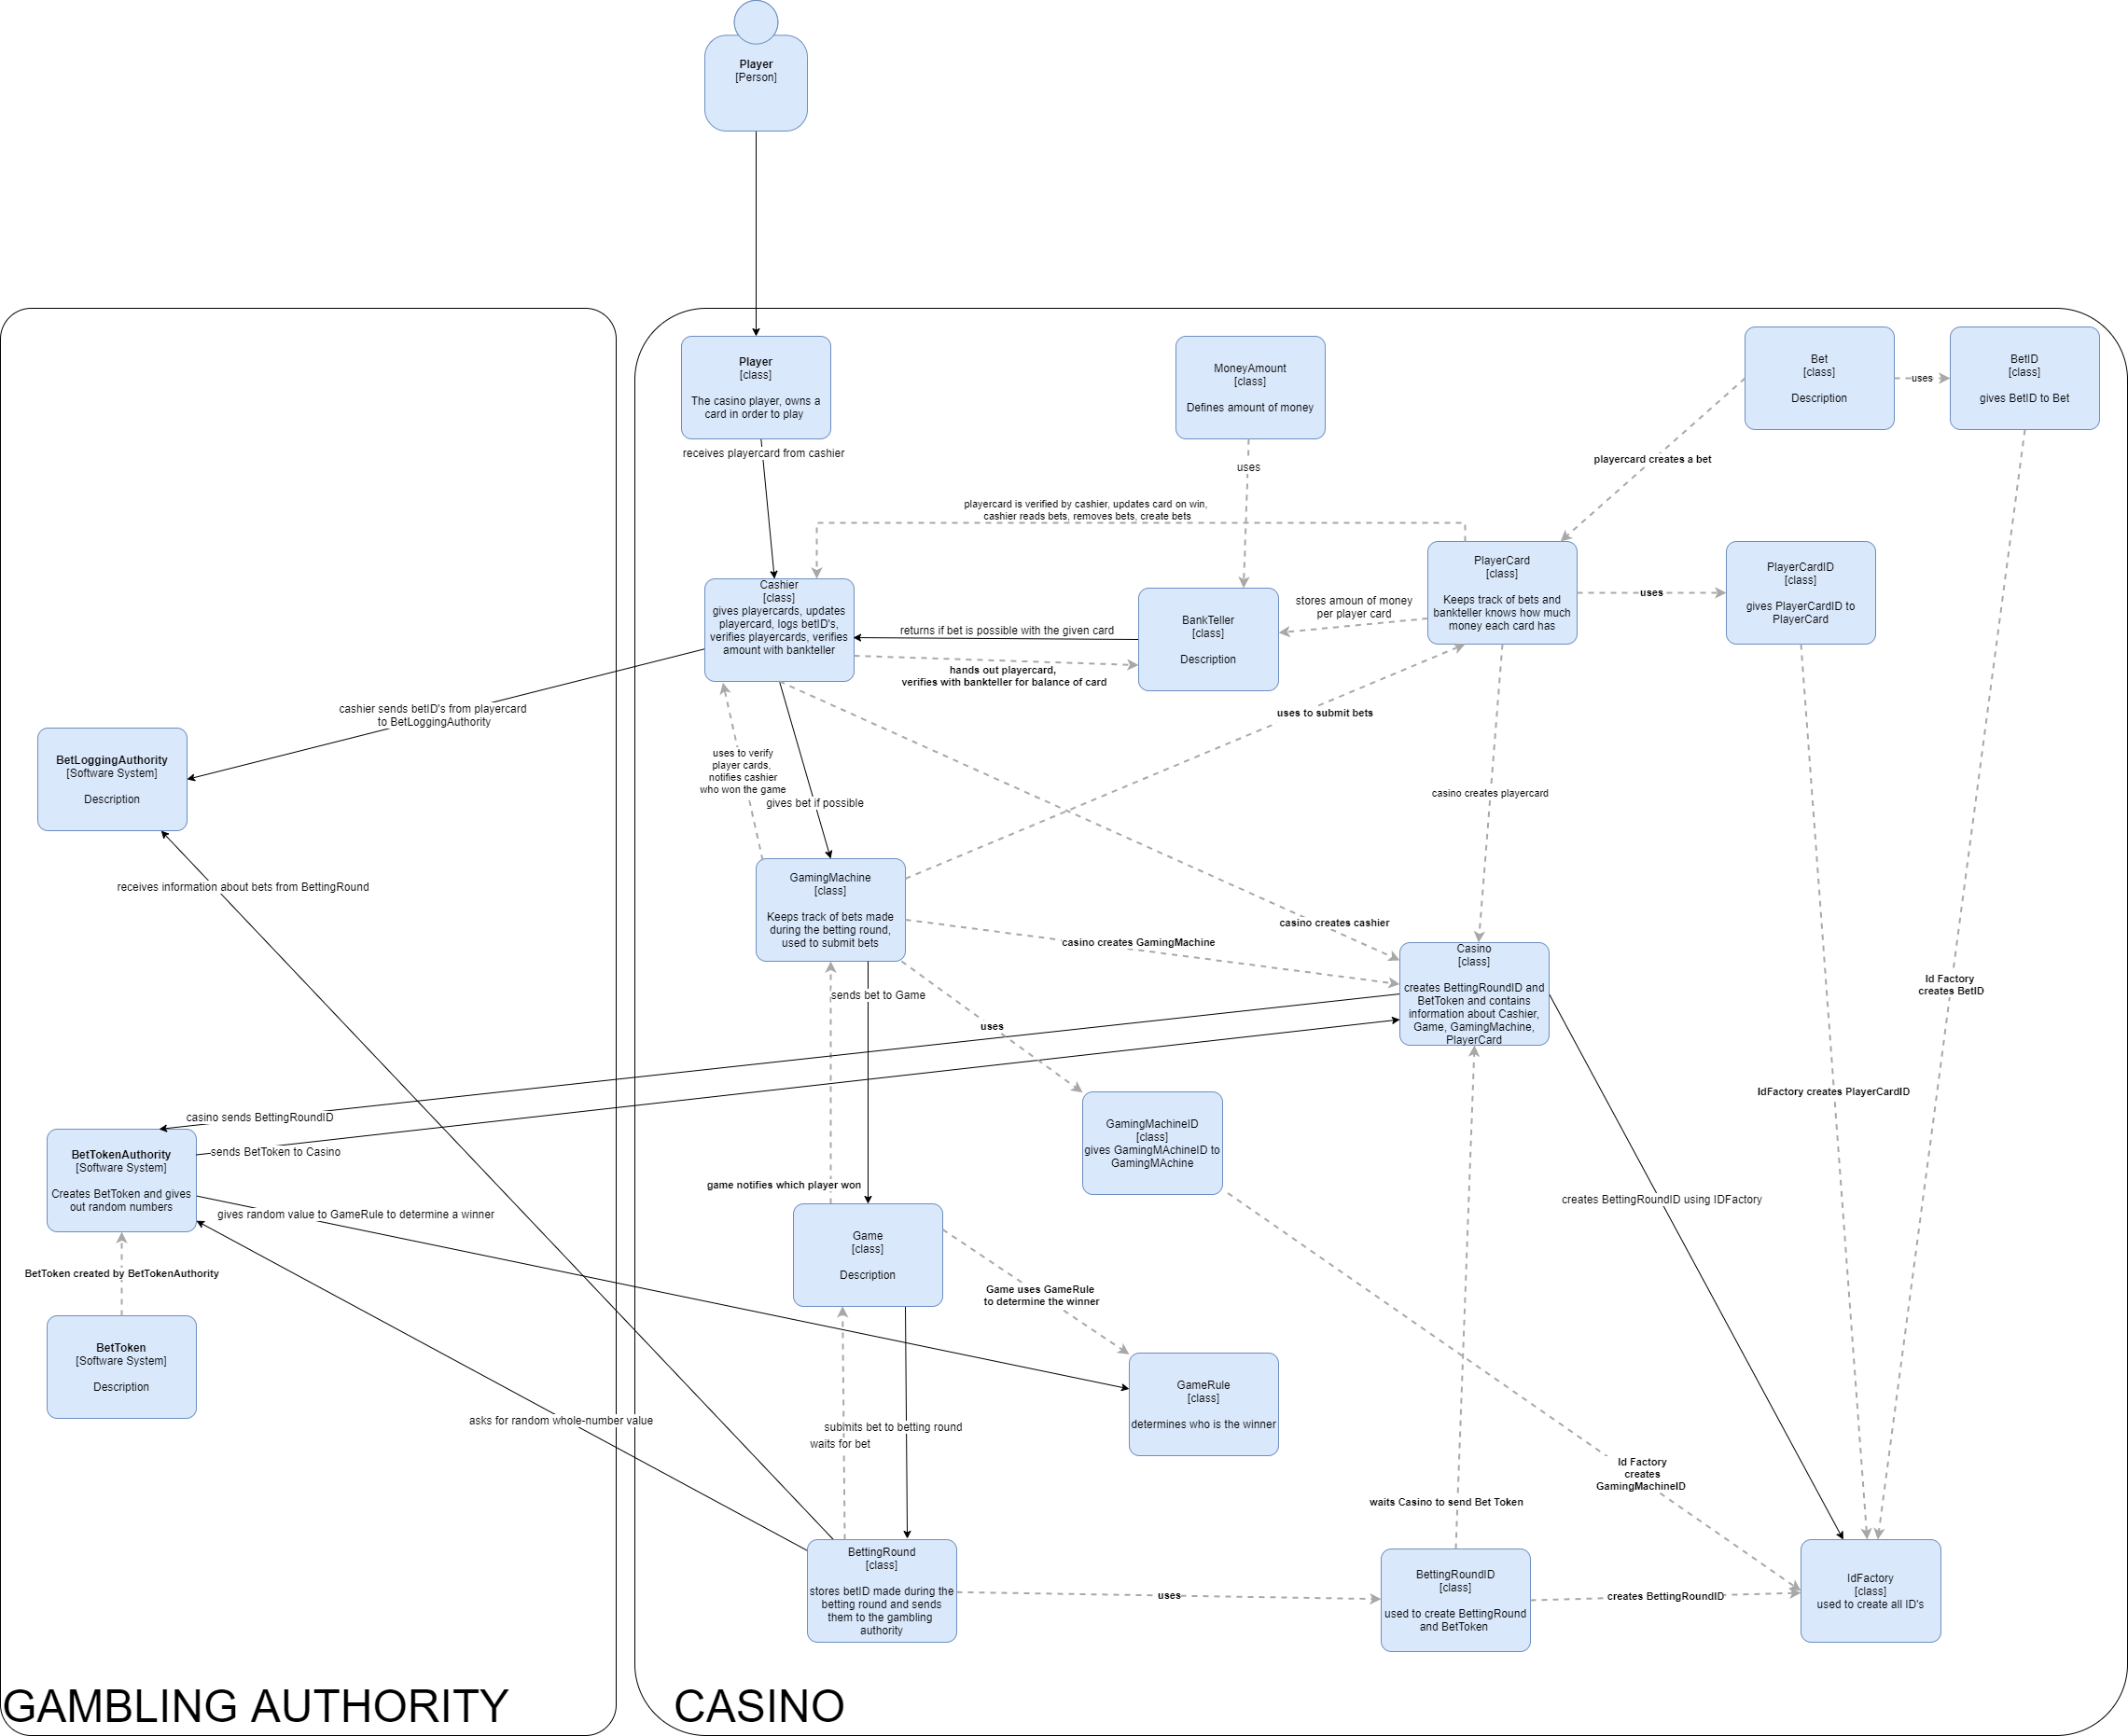 Player
[Person]
Player
[class]
The casino player, owns a
card in order to play
MoneyAmount
[class]
Defines amount of money
Bet
[class]
Description
uses
BetID
[class]
gives BetID to Bet
receives playercard from cashier
uses
playercard creates a bet
playercard is verified by cashier, updates card on win,
cashier reads bets, removes bets, create bets
Cashier
[class]
gives playercards, updates
playercard, logs betID's,
verifies playercards, verifies
amount with bankteller
returns if bet is possible with the given card
hands out playercard,
verifies with bankteller for balance of card
BankTeller
[class]
Description
stores amoun of money
per player card
PlayerCard
[class]
Keeps track of bets and
bankteller knows how much
money each card has
uses
PlayerCardID
[class]
gives PlayerCardID to
PlayerCard
cashier sends betID's from playercard
to BetLoggingAuthority
uses to submit bets
BetLoggingAuthority
[Software System]
Description
uses to verify
player cards,
notifies cashier
who won the game
gives bet if possible
casino creates playercard
receives information about bets from BettingRound
GamingMachine
[class]
Keeps track of bets made
during the betting round,
used to submit bets
casino creates cashier
casino creates GamingMachine
Casino
[class]
creates BettingRoundID and
BetToken and contains
information about Cashier,
Game, GamingMachine,
PlayerCard
Id Factory
creates BetID
sends bet to Game
uses
IdFactory creates PlayerCardID
casino sends BettingRoundID
sends BetToken to Casino
BetTokenAuthority
[Software System]
Creates BetToken and gives
out random numbers
GamingMachineID
[class]
gives GamingMAchineID to
GamingMAchine
game notifies which player won
creates BettingRoundID using IDFactory
gives random value to GameRule to determine a winner
Game
[class]
Description
BetToken created by BetTokenAuthority
Game uses GameRule
to determine the winner
BetToken
[Software System]
Description
GameRule
[class]
determines who is the winner
asks for random whole-number value
submits bet to betting round
waits for bet
Id Factory
creates
GamingMachineID
waits Casino to send Bet Token
BettingRound
[class]
stores betID made during the
betting round and sends
them to the gambling
authority
uses
BettingRoundID
[class]
used to create BettingRound
and BetToken
creates BettingRoundID
IdFactory
[class]
used to create all ID's
GAMBLING AUTHORITY
CASINO